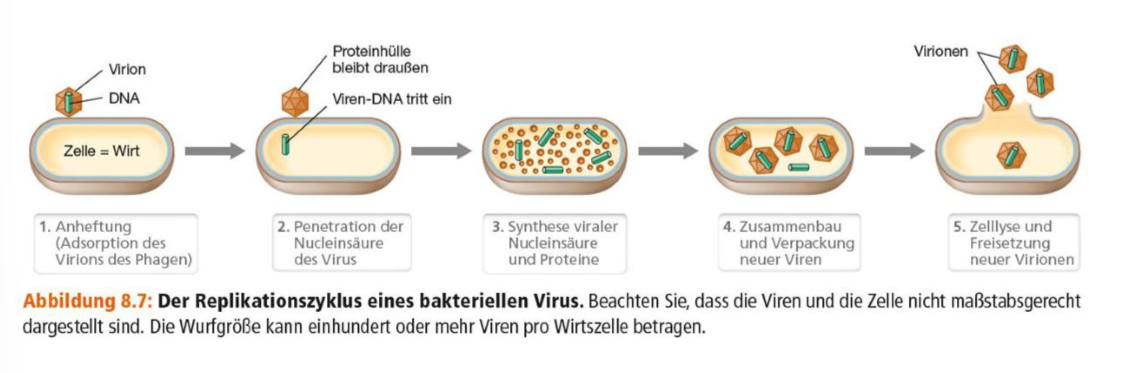 Virion
DNA
Zelle = Wirt
Proteinhülle
bleibt draußen
Viren-DNA tritt ein
Virionen
1. Anheftung
(Adsorption des
Virions des Phagen)
2. Penetration der
Nucleinsäure
des Virus
3. Synthese viraler
Nucleinsäure
und Proteine
4. Zusammenbau
und Verpackung
neuer Viren
5. Zelllyse und
Freisetzung
neuer Virionen
Abbildung 8.7: Der Replikationszyklus eines bakteriellen Virus. Beachten Sie, dass die Viren und die Zelle nicht maßstabsgerecht
dargestellt sind. Die Wurfgröße kann einhundert oder mehr Viren pro Wirtszelle betragen.